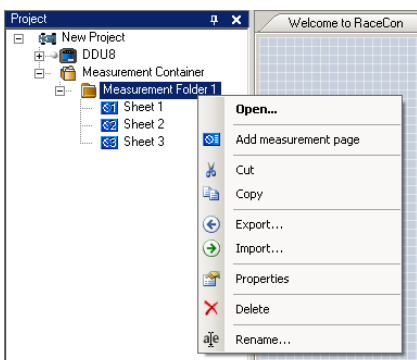 Project
Welcome to RaceCon
New Project
DDU8
Measurement Container
Measurement Folder 1
Sheet 1
Sheet 2
Sheet 3
Open...
Add measurement page
Cut
Copy
Export...
Import...
Properties
Delete
Rename...